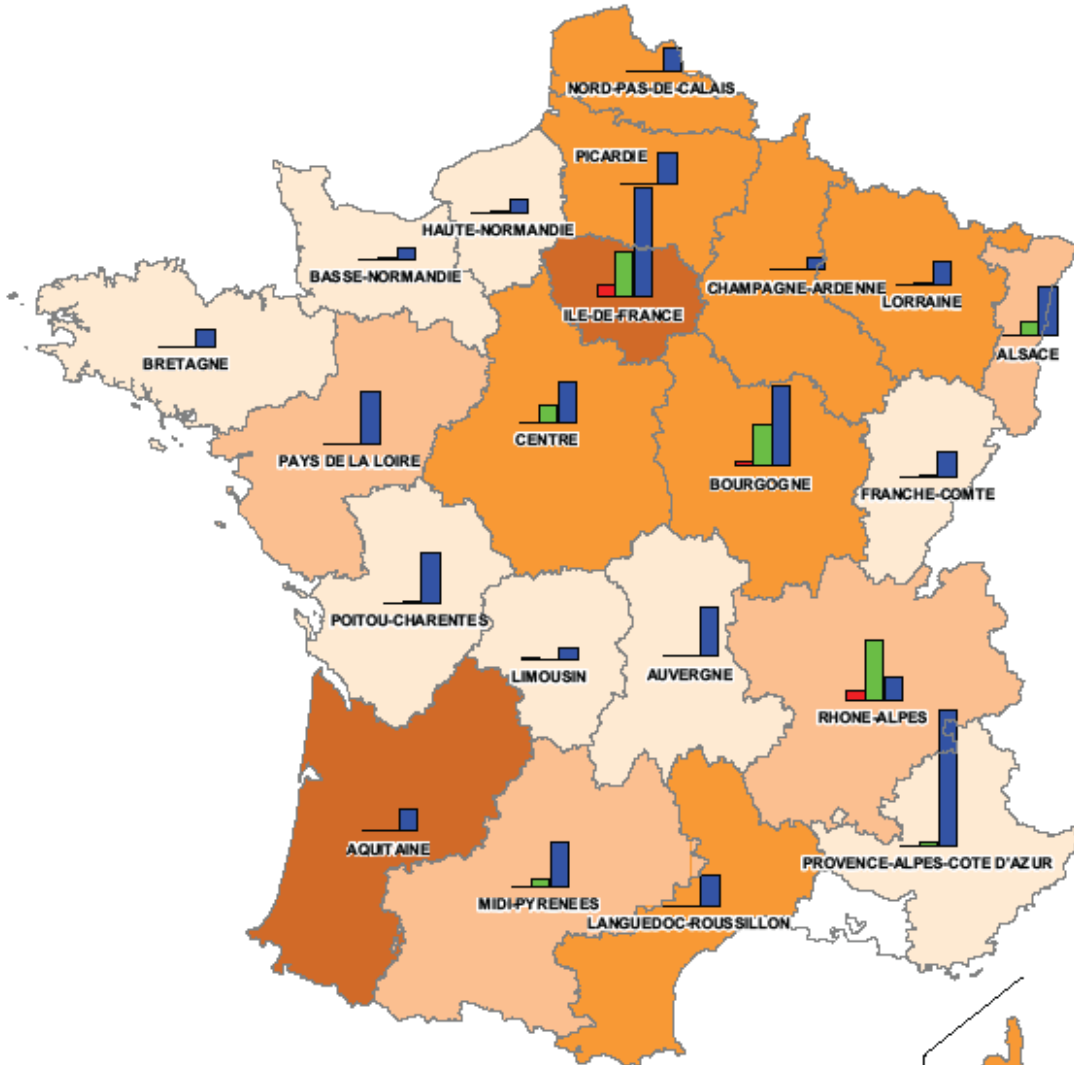 NORD-PAS-DE-CALAIS
PICARDIE
HAUTE-NORMANDIE
BASSE-NORMANDIE
ILE-DE-FRANCE
CHAMPAGNE-ARDENNE
LORRAINE
ALSACE
BRETAGNE
PAYS DE LA LOIRE
CENTRE
BOURGOGNE
FRANCHE-COMTE
POITOU-CHARENTES
LIMOUSIN
AUVERGNE
RHONE-ALPES
AQUITAINE
MIDI-PYRENEES
LANGUEDOC-ROUSSILLON
PROVENCE-ALPES-COTE D'AZUR